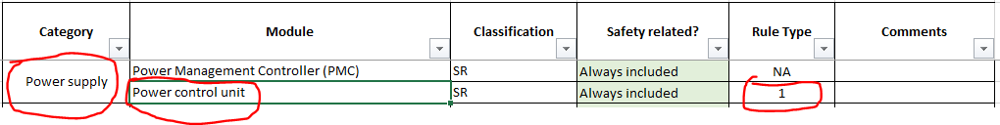 Category Module Classification Safety related? Rule Type Comments
Power supply Power Management Controller (PMC) SR Always included NA
Power control unit SR Always included 1